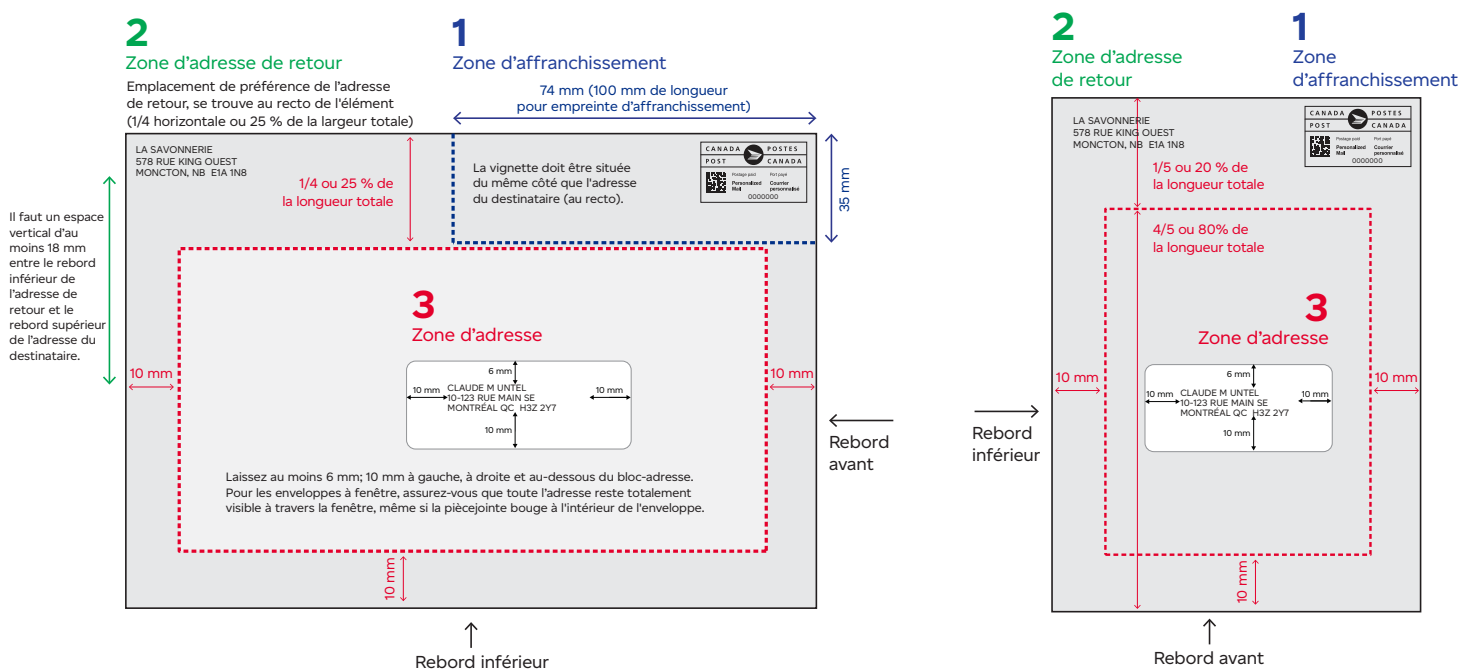 2
Zone d'adresse de retour
Emplacement de préférence de l'adresse
de retour, se trouve au recto de l'élément
(1/4 horizontale ou 25 % de la largeur totale)
1
Zone d'affranchissement
74 mm (100 mm de longueur
pour empreinte d'affranchissement)
LA SAVONNERIE
578 RUE KING OUEST
MONCTON, NB  E1A 1N8
1/4 ou 25 % de
la longueur totale
La vignette doit être située
du même côté que l'adresse
du destinataire (au recto).
CANADA POSTES
POST CANADA
Postage paid Port payé
Personalized Courrier
Mail personnalisé
0000000
35 mm
Il faut un espace
vertical d'au
moins 18 mm
entre le rebord
inférieur de
l'adresse de
retour et le
rebord supérieur
de l'adresse du
destinataire.
3
Zone d'adresse
10 mm
10 mm
6 mm
10 mm
CLAUDE M UNTEL
10-123 RUE MAIN SE
MONTRÉAL QC  H3Z 2Y7
10 mm
10 mm
Rebord
avant
Laissez au moins 6 mm; 10 mm à gauche, à droite et au-dessous du bloc-adresse.
Pour les enveloppes à fenêtre, assurez-vous que toute l'adresse reste totalement
visible à travers la fenêtre, même si la piècejointe bouge à l'intérieur de l'enveloppe.
10 mm
Rebord inférieur
2
Zone d'adresse
de retour
1
Zone
d'affranchissement
LA SAVONNERIE
578 RUE KING OUEST
MONCTON, NB  E1A 1N8
CANADA POSTES
POST CANADA
Postage paid Port payé
Personalized Courrier
Mail personnalisé
0000000
1/5 ou 20 % de
la longueur totale
4/5 ou 80% de
la longueur totale
3
Zone d'adresse
10 mm
10 mm
6 mm
10 mm
CLAUDE M UNTEL
10-123 RUE MAIN SE
MONTRÉAL QC  H3Z 2Y7
10 mm
10 mm
Rebord
inférieur
10 mm
Rebord avant